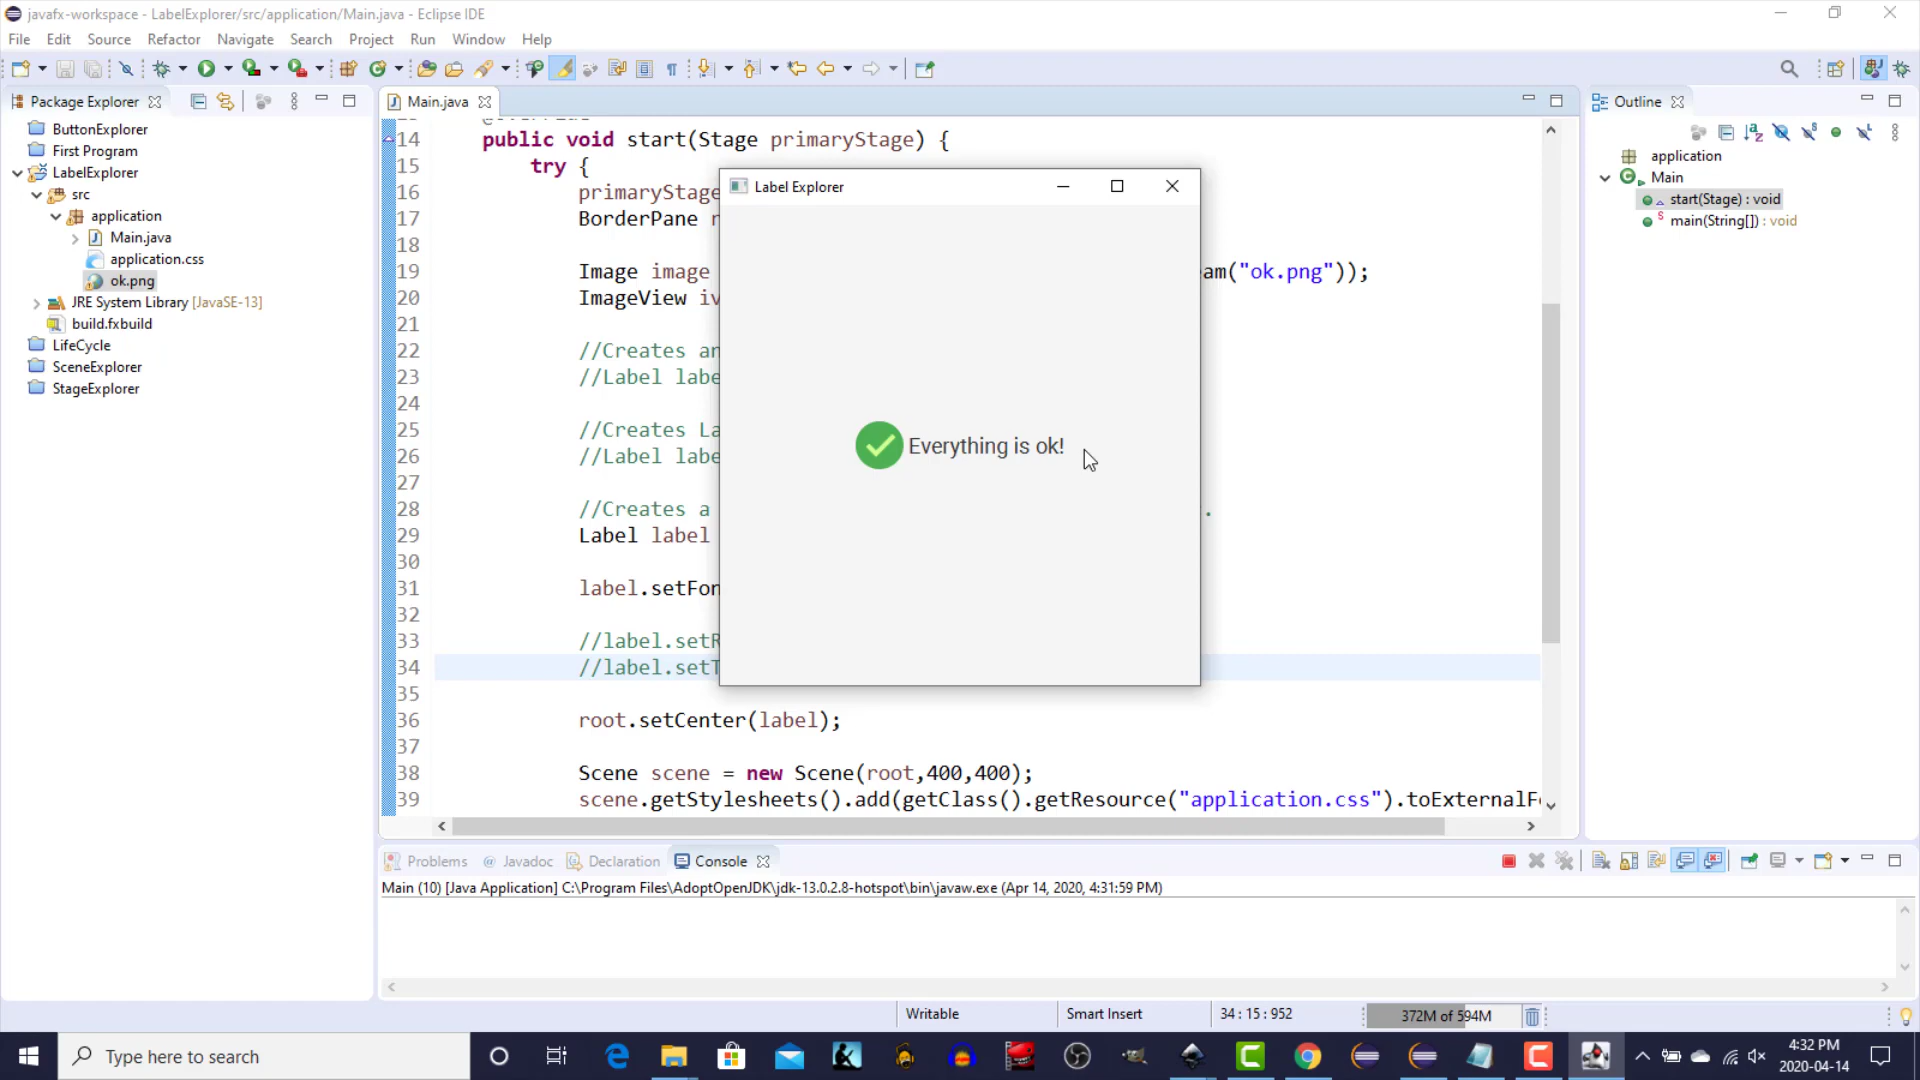 javafx-workspace - LabelExplorer/src/application/Main.java - Eclipse IDE
File Edit Source Refactor Navigate Search Project Run Window Help
Package Explorer
ButtonExplorer
First Program
LabelExplorer
src
application
Main.java
application.css
ok.png
JRE System Library [JavaSE-13]
build.fxbuild
LifeCycle
SceneExplorer
StageExplorer
Main.java
14 public void start(Stage primaryStage) {
15 try {
16 primaryStage
17 BorderPane
18
19 Image image am("ok.png"));
20 ImageView iv
21
22 //Creates an
23 //Label labe
24
25 //Creates La
26 //Label labe
27
28 //Creates a .
29 Label label
30
31 label.setFon
32
33 //label.setR
34 //label.setT
35
36 root.setCenter(label);
37
38 Scene scene = new Scene(root,400,400);
39 scene.getStylesheets().add(getClass().getResource("application.css").toExternalF
Label Explorer
Everything is ok!
Outline
application
Main
start(Stage) : void
main(String[]) : void
Problems Javadoc Declaration Console
Main (10) [Java Application] C:\Program Files\AdoptOpenJDK\jdk-13.0.2.8-hotspot\bin\javaw.exe (Apr 14, 2020, 4:31:59 PM)
Writable Smart Insert 34 : 15 : 952 372M of 594M
Type here to search
4:32 PM
2020-04-14